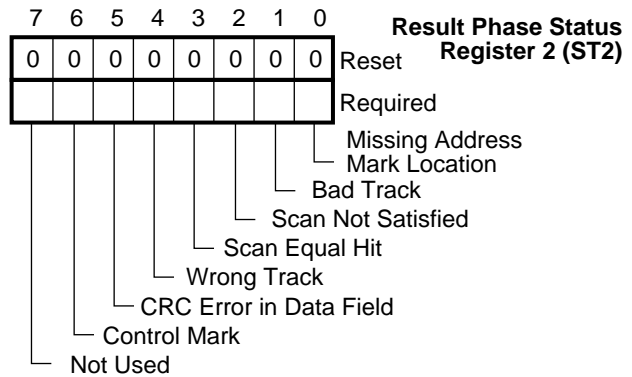 7 6 5 4 3 2 1 0
Result Phase Status
Register 2 (ST2)
0 0 0 0 0 0 0 0 Reset
Required
Missing Address
Mark Location
Bad Track
Scan Not Satisfied
Scan Equal Hit
Wrong Track
CRC Error in Data Field
Control Mark
Not Used